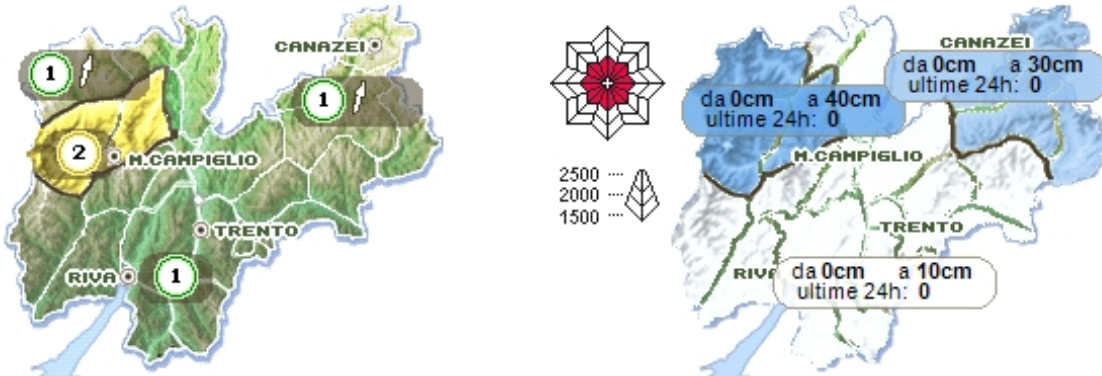 CANAZEI
1
1
2
M.CAMPIGLIO
TRENTO
RIVA
1
2500
2000
1500
CANAZEI
da 0cm a 30cm
ultime 24h: 0
da 0cm a 40cm
ultime 24h: 0
M.CAMPIGLIO
TRENTO
RIVA
da 0cm a 10cm
ultime 24h: 0